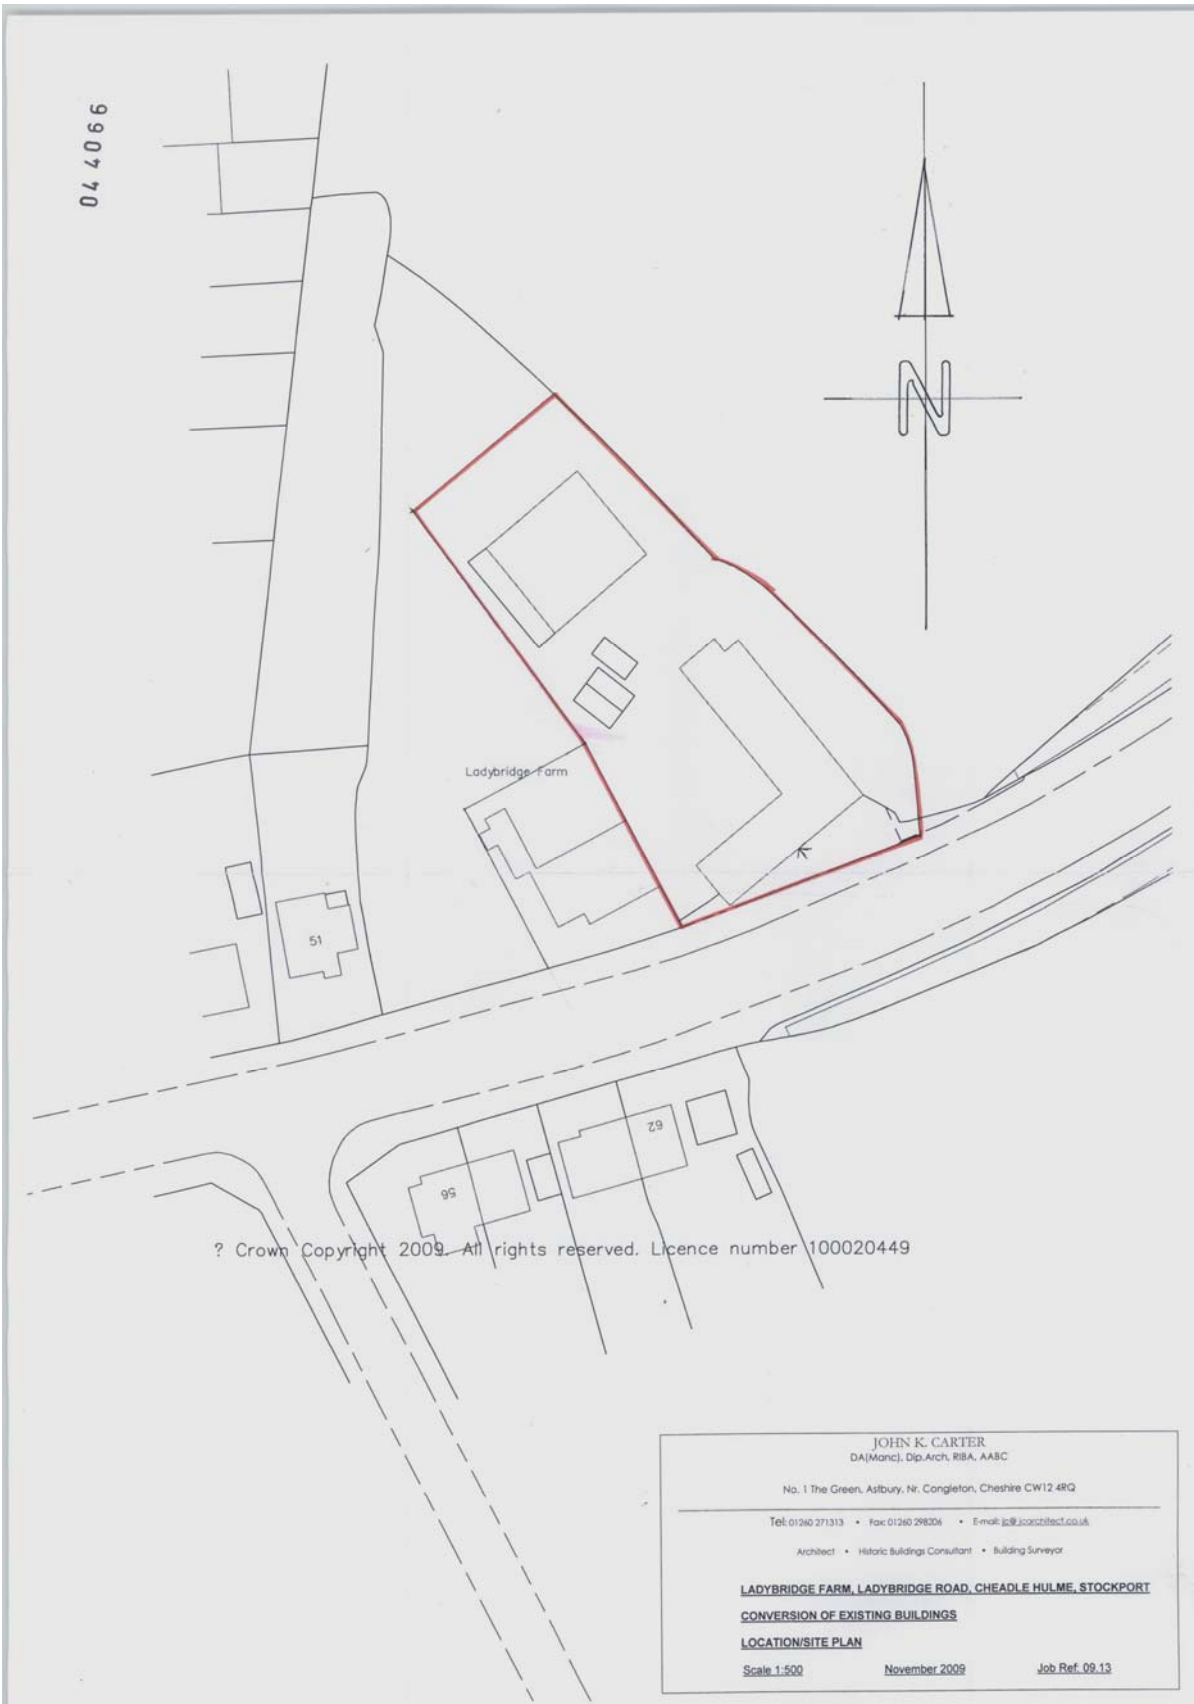 04 4066
N
Ladybridge Farm
51
62
56
? Crown Copyright 2009. All rights reserved. Licence number 100020449
JOHN K. CARTER
DA(Manc), Dip.Arch, RIBA, AABC
No. 1 The Green, Astbury, Nr. Congleton, Cheshire CW12 4RQ
Tel: 01260 271313 • Fax: 01260 298206 • E-mail: jc@jcarchitect.co.uk
Architect • Historic Buildings Consultant • Building Surveyor
LADYBRIDGE FARM, LADYBRIDGE ROAD, CHEADLE HULME, STOCKPORT
CONVERSION OF EXISTING BUILDINGS
LOCATION/SITE PLAN
Scale 1:500 November 2009 Job Ref. 09.13